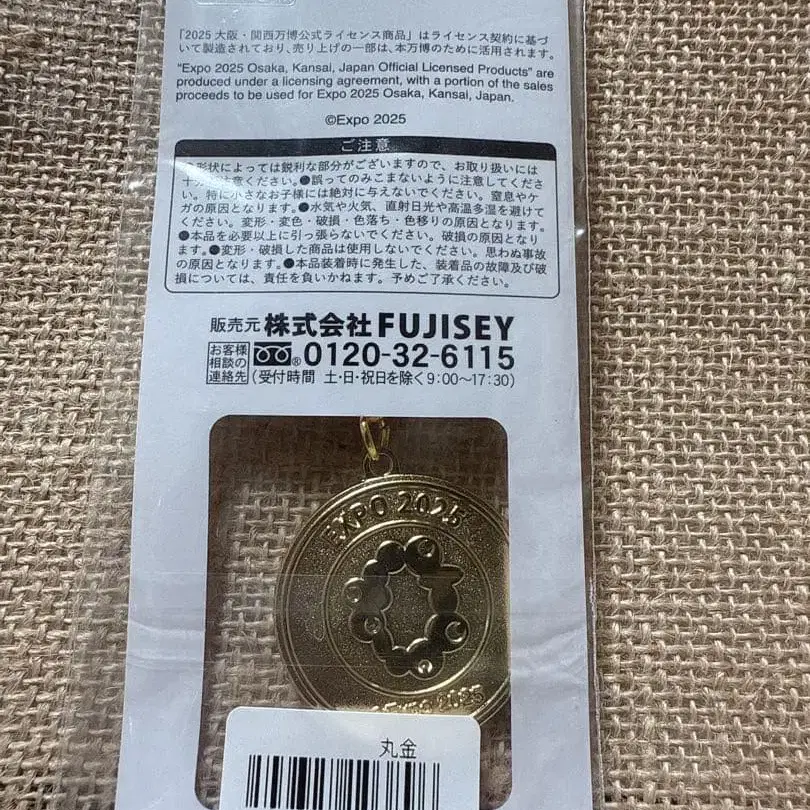 「2025 大阪・関西万博公式ライセンス商品」はライセンス契約に基づ
いて製造されており、売り上げの一部は、本万博のために活用されます。
"Expo 2025 Osaka, Kansai, Japan Official Licensed Products" are
produced under a licensing agreement, with a portion of the sales
proceeds to be used for Expo 2025 Osaka, Kansai, Japan.
©Expo 2025
ご注意
形状によっては鋭利な部分がございますので、お取り扱いには
十分ご注意ください。●誤ってのみこまないように注意してくださ
い。特に小さなお子様には絶対に与えないでください。窒息やケ
ガの原因となります。●水気や火気、直射日光や高温多湿を避けて
ください。変形・変色・破損・色落ち・色移りの原因となります。
●本品を必要以上に引っ張らないでください。破損の原因となり
ます。●変形・破損した商品は使用しないでください。思わぬ事故
の原因となります。●本品装着時に発生した、装着品の故障及び破
損については、責任を負いかねます。予めご了承ください。
販売元 株式会社FUJISEY
お客様
相談の
連絡先
® 0120-32-6115
(受付時間 土・日・祝日を除く9:00〜17:30)
EXPO 2025
EXPO 2025
丸金